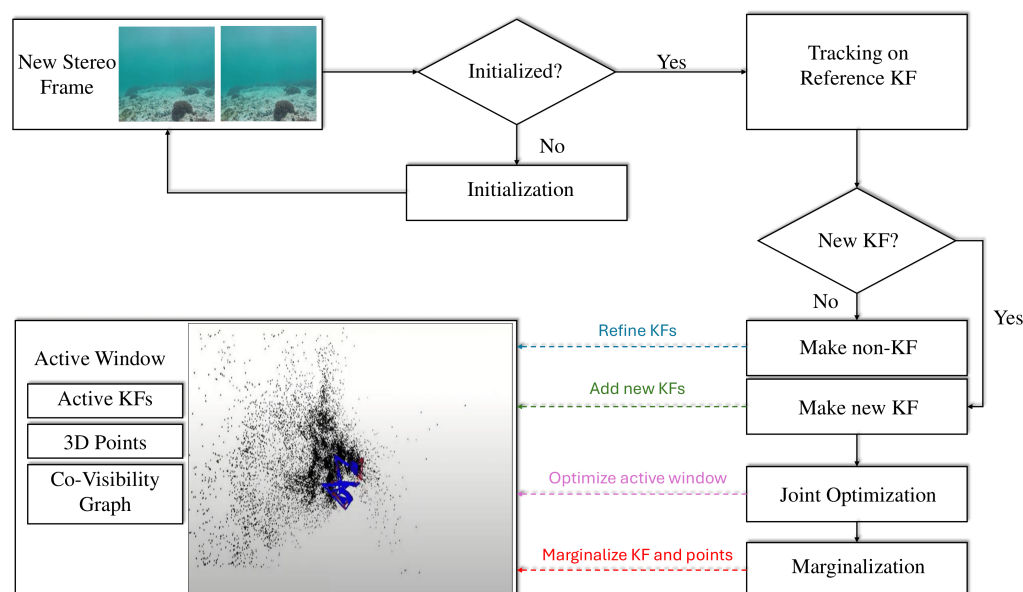 New Stereo
Frame
Initialized?
Yes
Tracking on
Reference KF
No
Initialization
New KF?
No
Yes
Refine KFs
Make non-KF
Active Window
Active KFs
Add new KFs
Make new KF
3D Points
Co-Visibility
Graph
Optimize active window
Joint Optimization
Marginalize KF and points
Marginalization